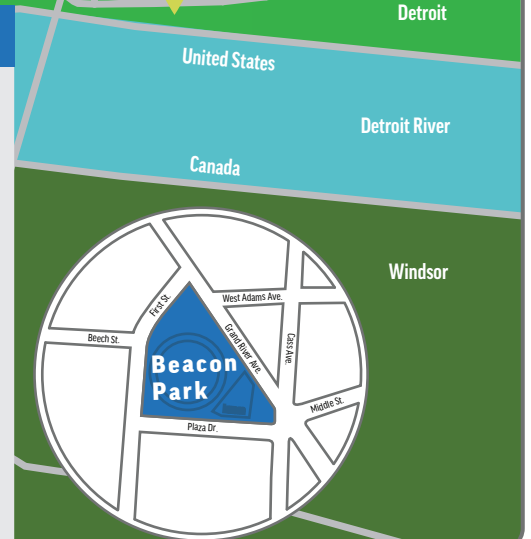 Detroit
United States
Detroit River
Canada
Windsor
West Adams Ave.
First St.
Beech St.
Grand River Ave.
Cass Ave.
Beacon
Park
Middle St.
Plaza Dr.